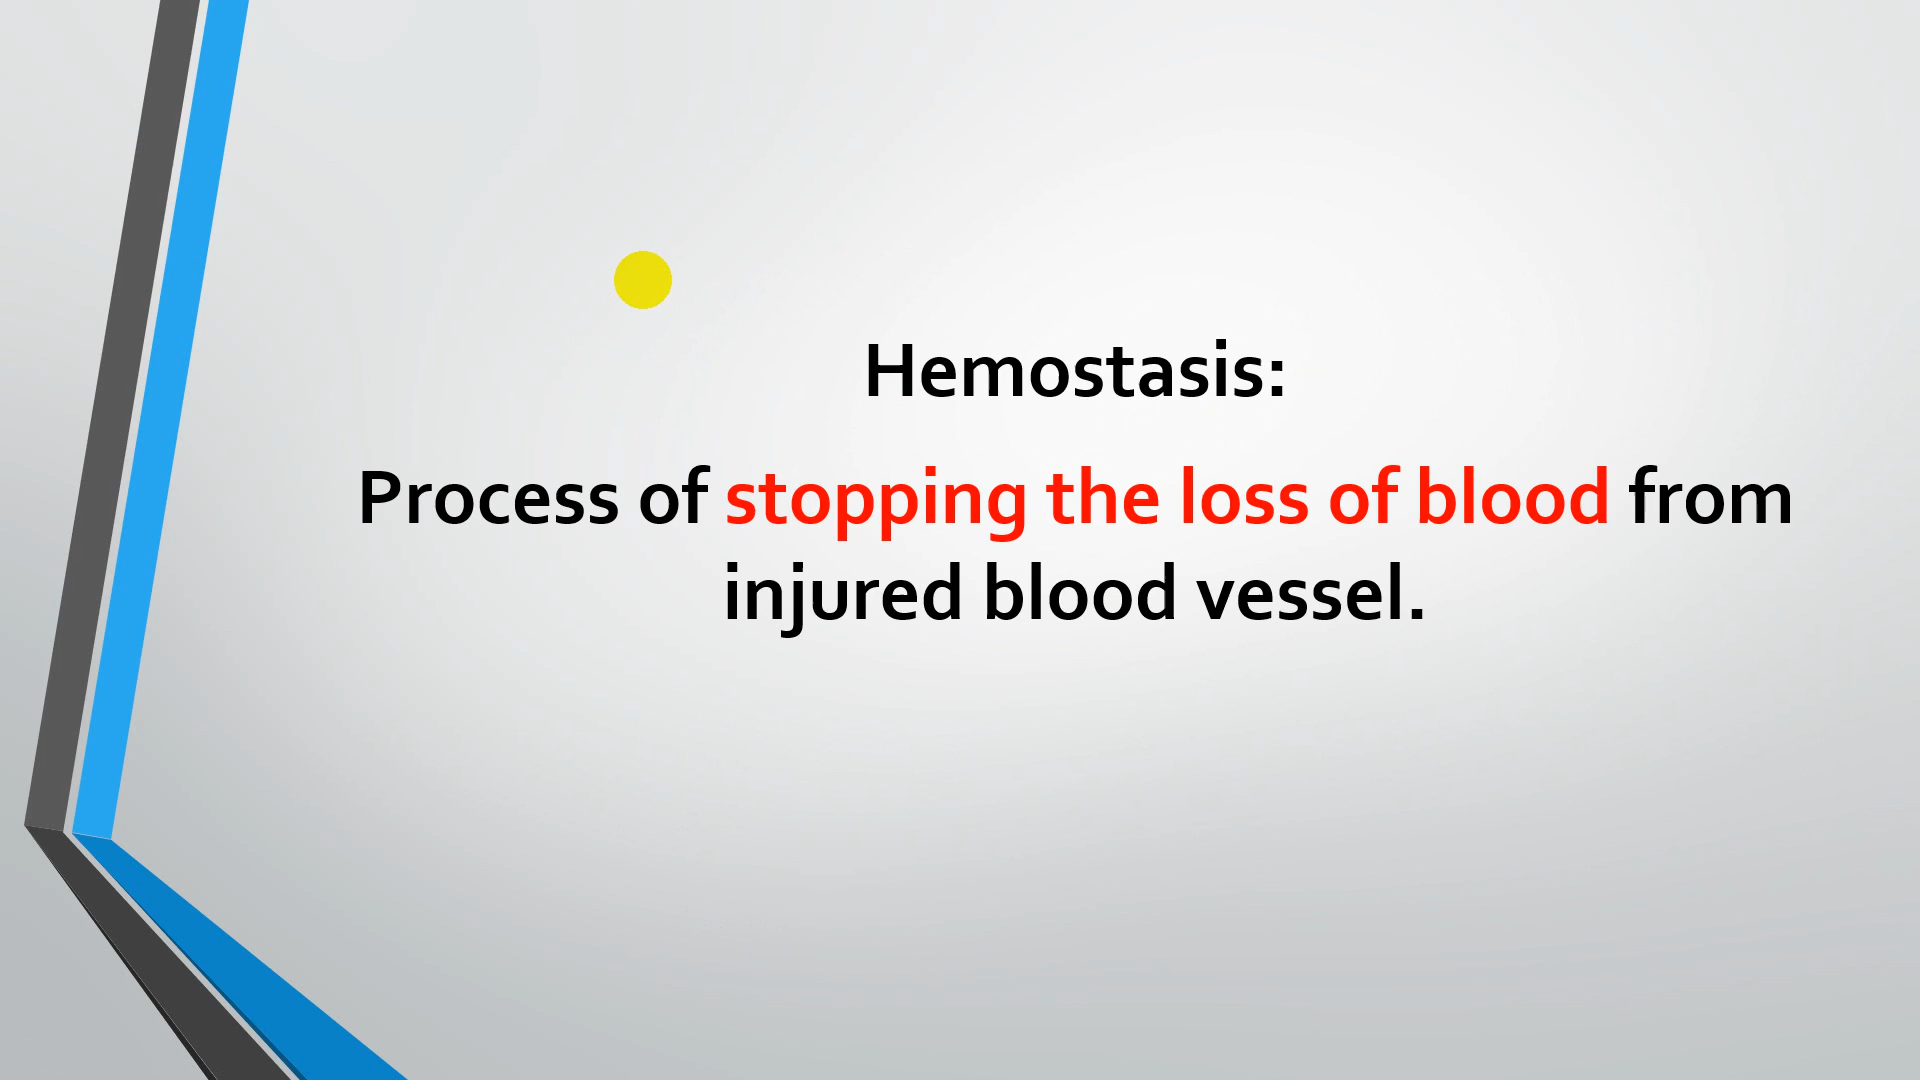 Hemostasis:
Process of stopping the loss of blood from
injured blood vessel.